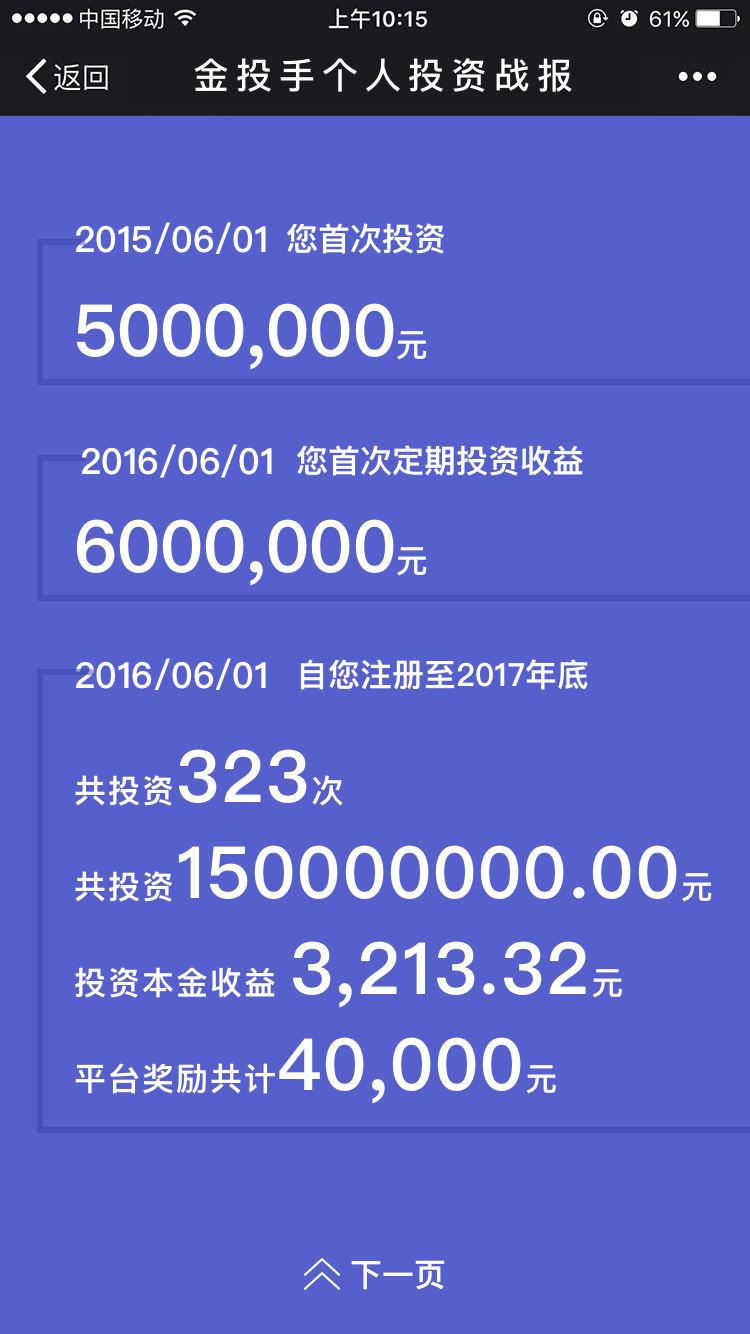 中国移动 上午10:15 61%
返回 金投手个人投资战报
2015/06/01 您首次投资
5000,000元
2016/06/01 您首次定期投资收益
6000,000元
2016/06/01 自您注册至2017年底
共投资323次
共投资150000000.00元
投资本金收益 3,213.32元
平台奖励共计40,000元
下一页